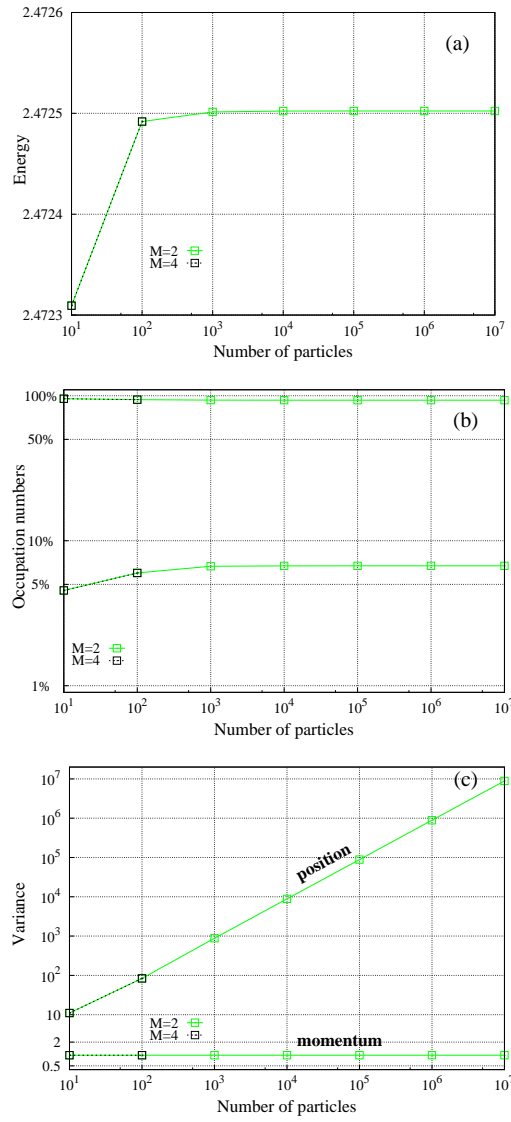 2.4726
(a)
2.4725
Energy
2.4724
M=2
M=4
2.4723
10^1 10^2 10^3 10^4 10^5 10^6 10^7
Number of particles
100%
(b)
50%
Occupation numbers
10%
5%
M=2
M=4
1%
10^1 10^2 10^3 10^4 10^5 10^6 10^7
Number of particles
10^7
(c)
10^6
10^5
position
Variance
10^4
10^3
10^2
10
M=2
M=4
momentum
2
0.5
10^1 10^2 10^3 10^4 10^5 10^6 10^7
Number of particles